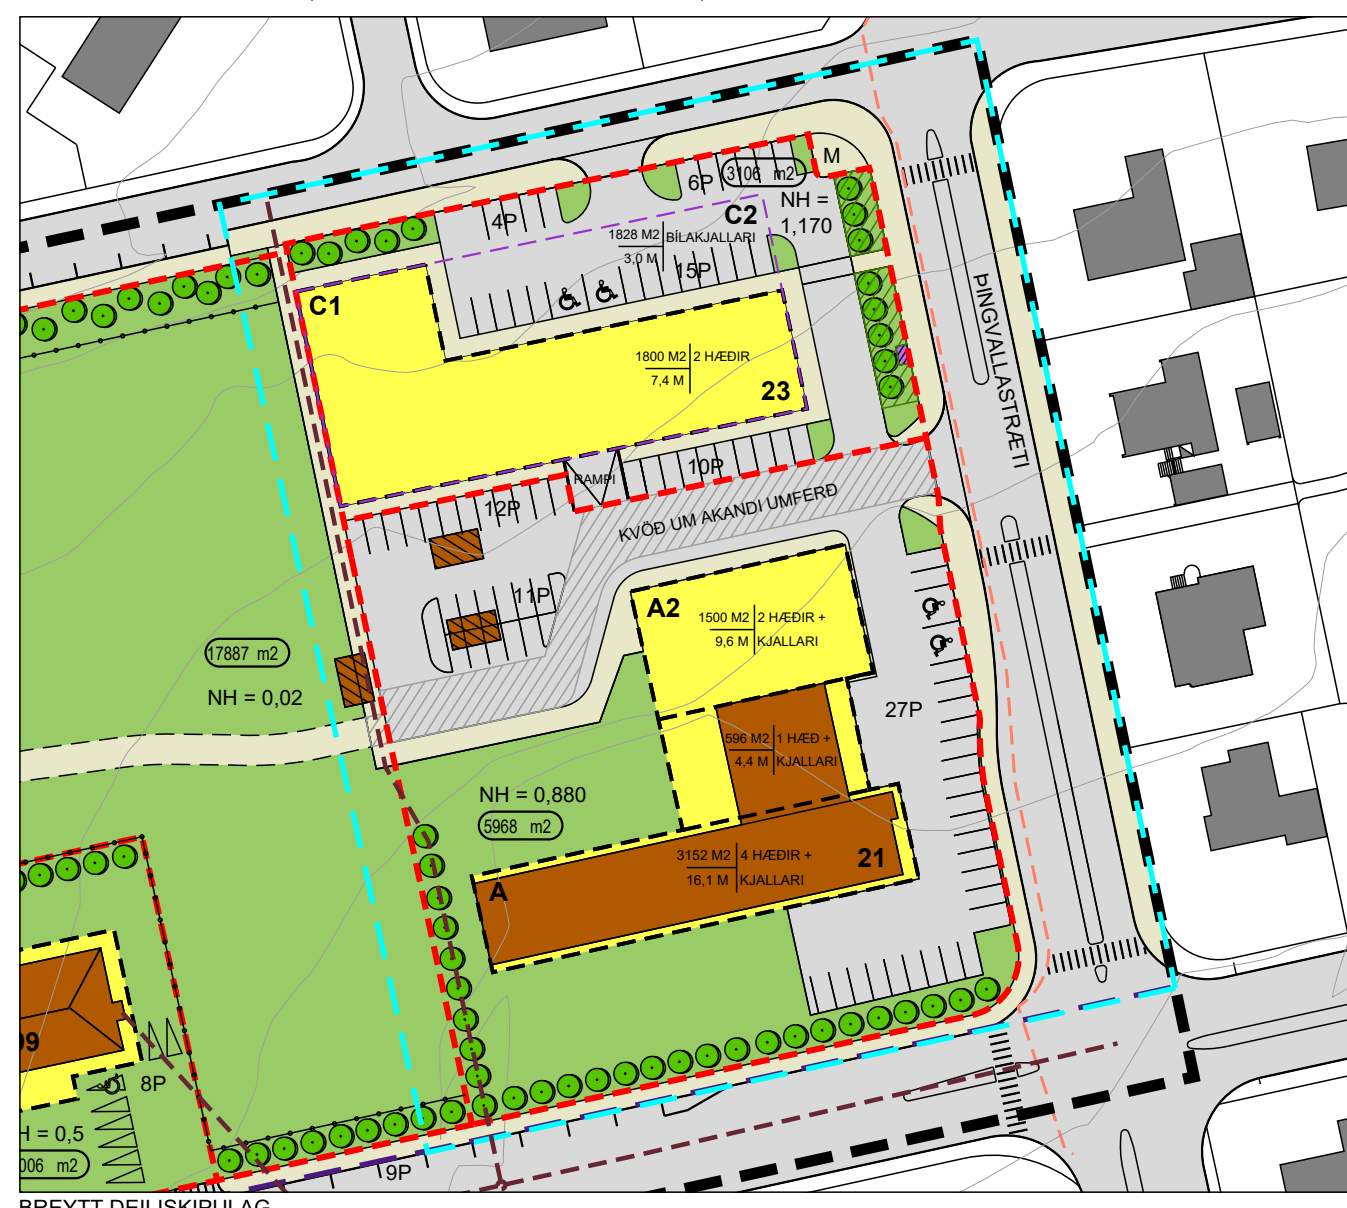 M
6P
3106 m2
4P
C2
NH =
1,170
1828 M2 BÍLAKJALLARI
3,0 M
15P
C1
ÞINGVALLASTRÆTI
1800 M2 2 HÆÐIR
7,4 M
23
10P
RAMPI
12P
KVÖÐ UM AKANDI UMFERÐ
11P
A2
1500 M2 2 HÆÐIR +
9,6 M KJALLARI
17887 m2
NH = 0,02
27P
596 M2 1 HÆÐ +
4,4 M KJALLARI
NH = 0,880
5968 m2
3152 M2 4 HÆÐIR +
16,1 M KJALLARI
21
A
99
8P
H = 0,5
006 m2
9P
BREYTT DEILISKIPULAG